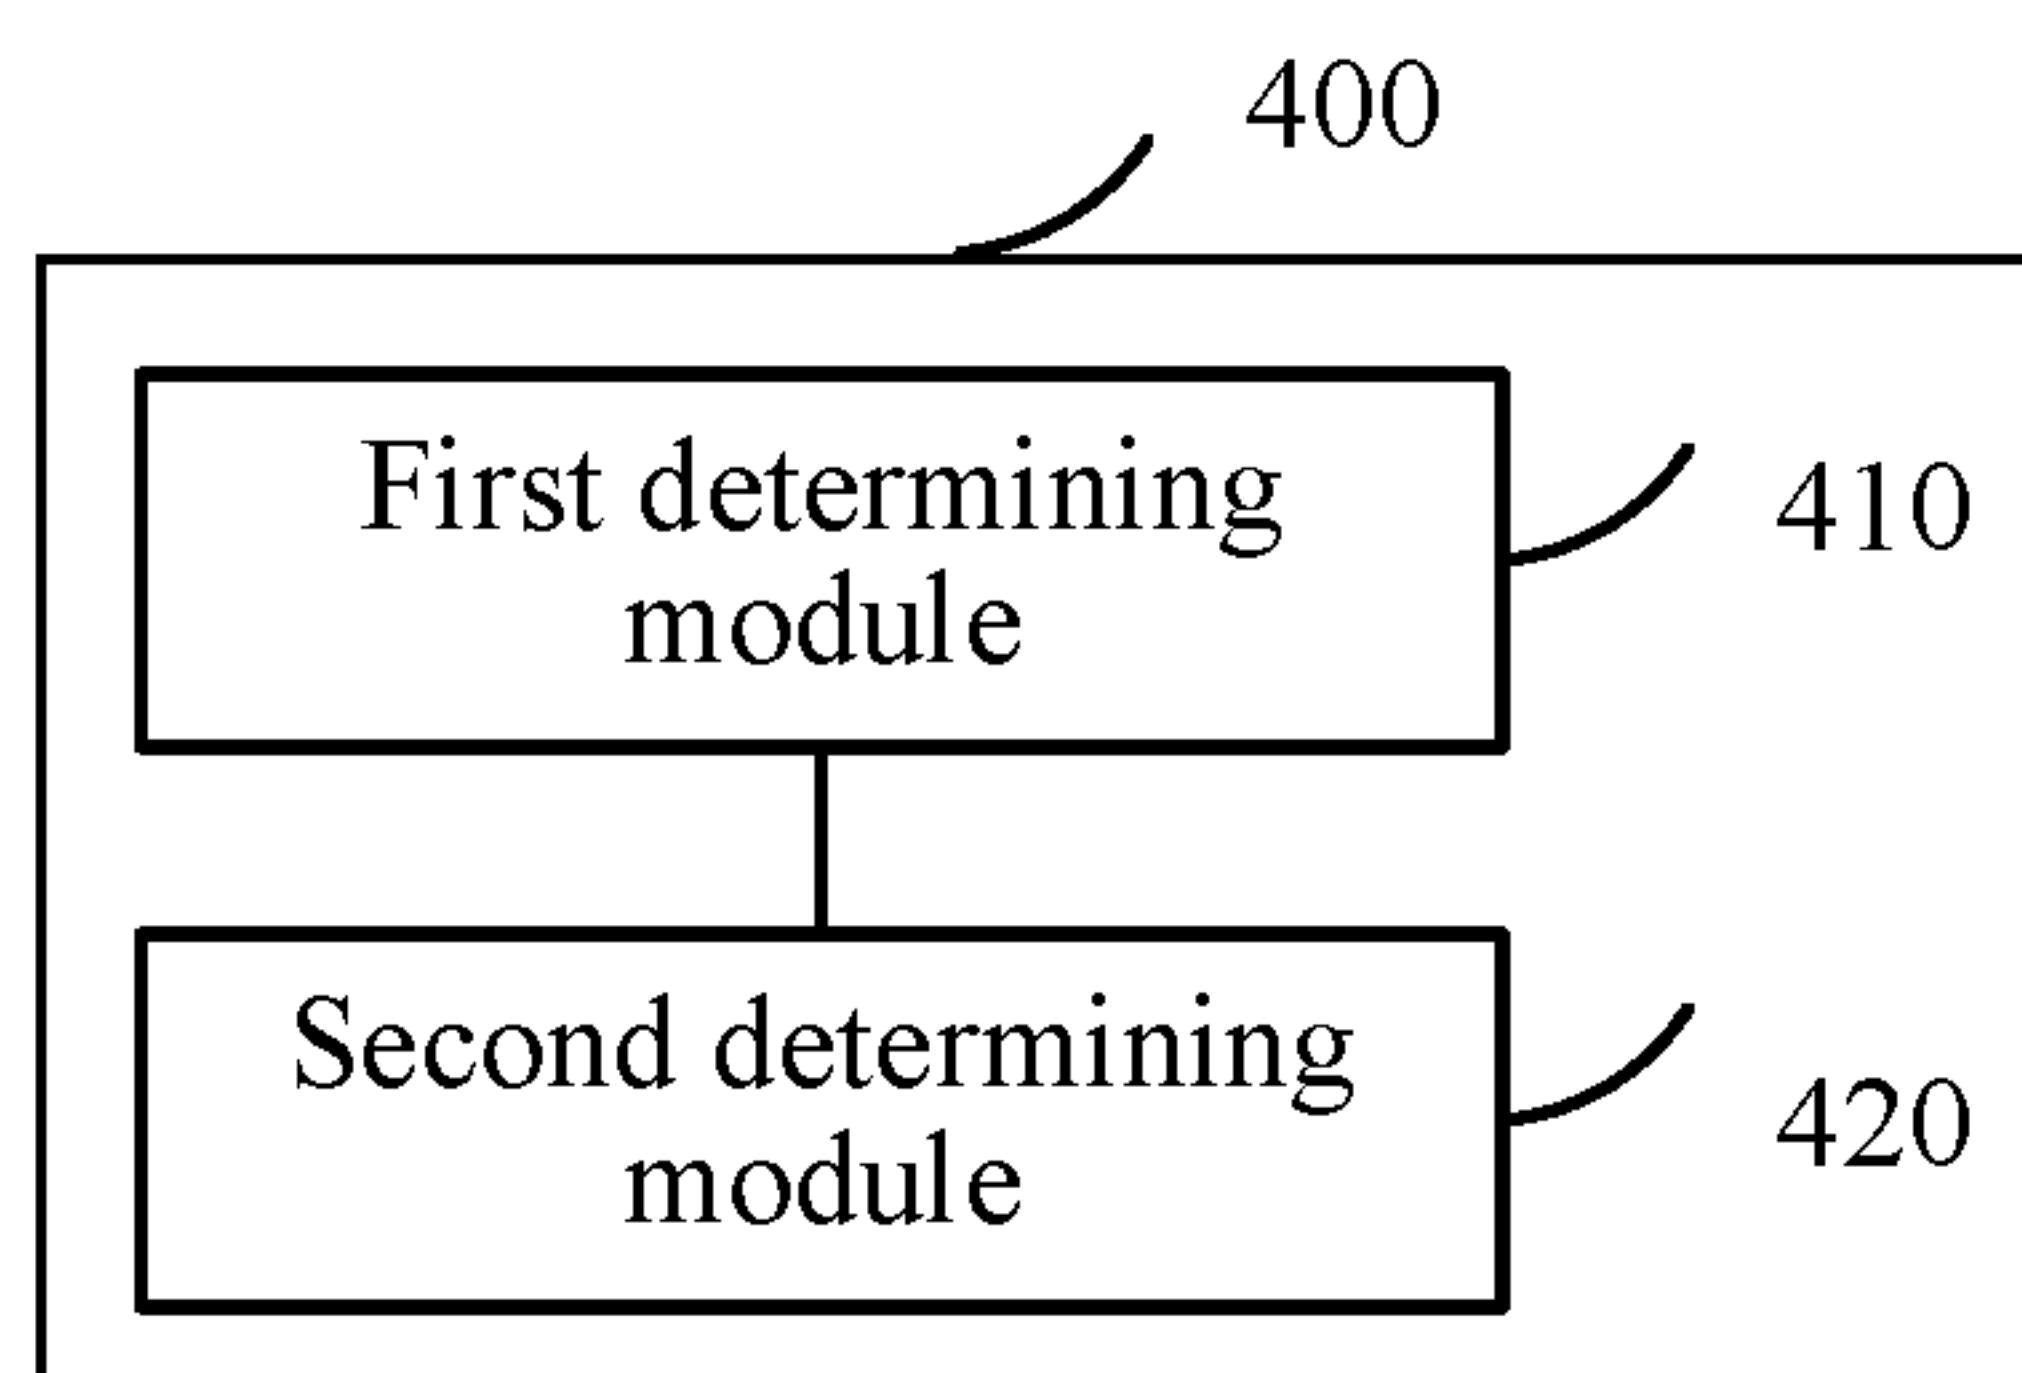 400
First determining
module
410
Second determining
module
420